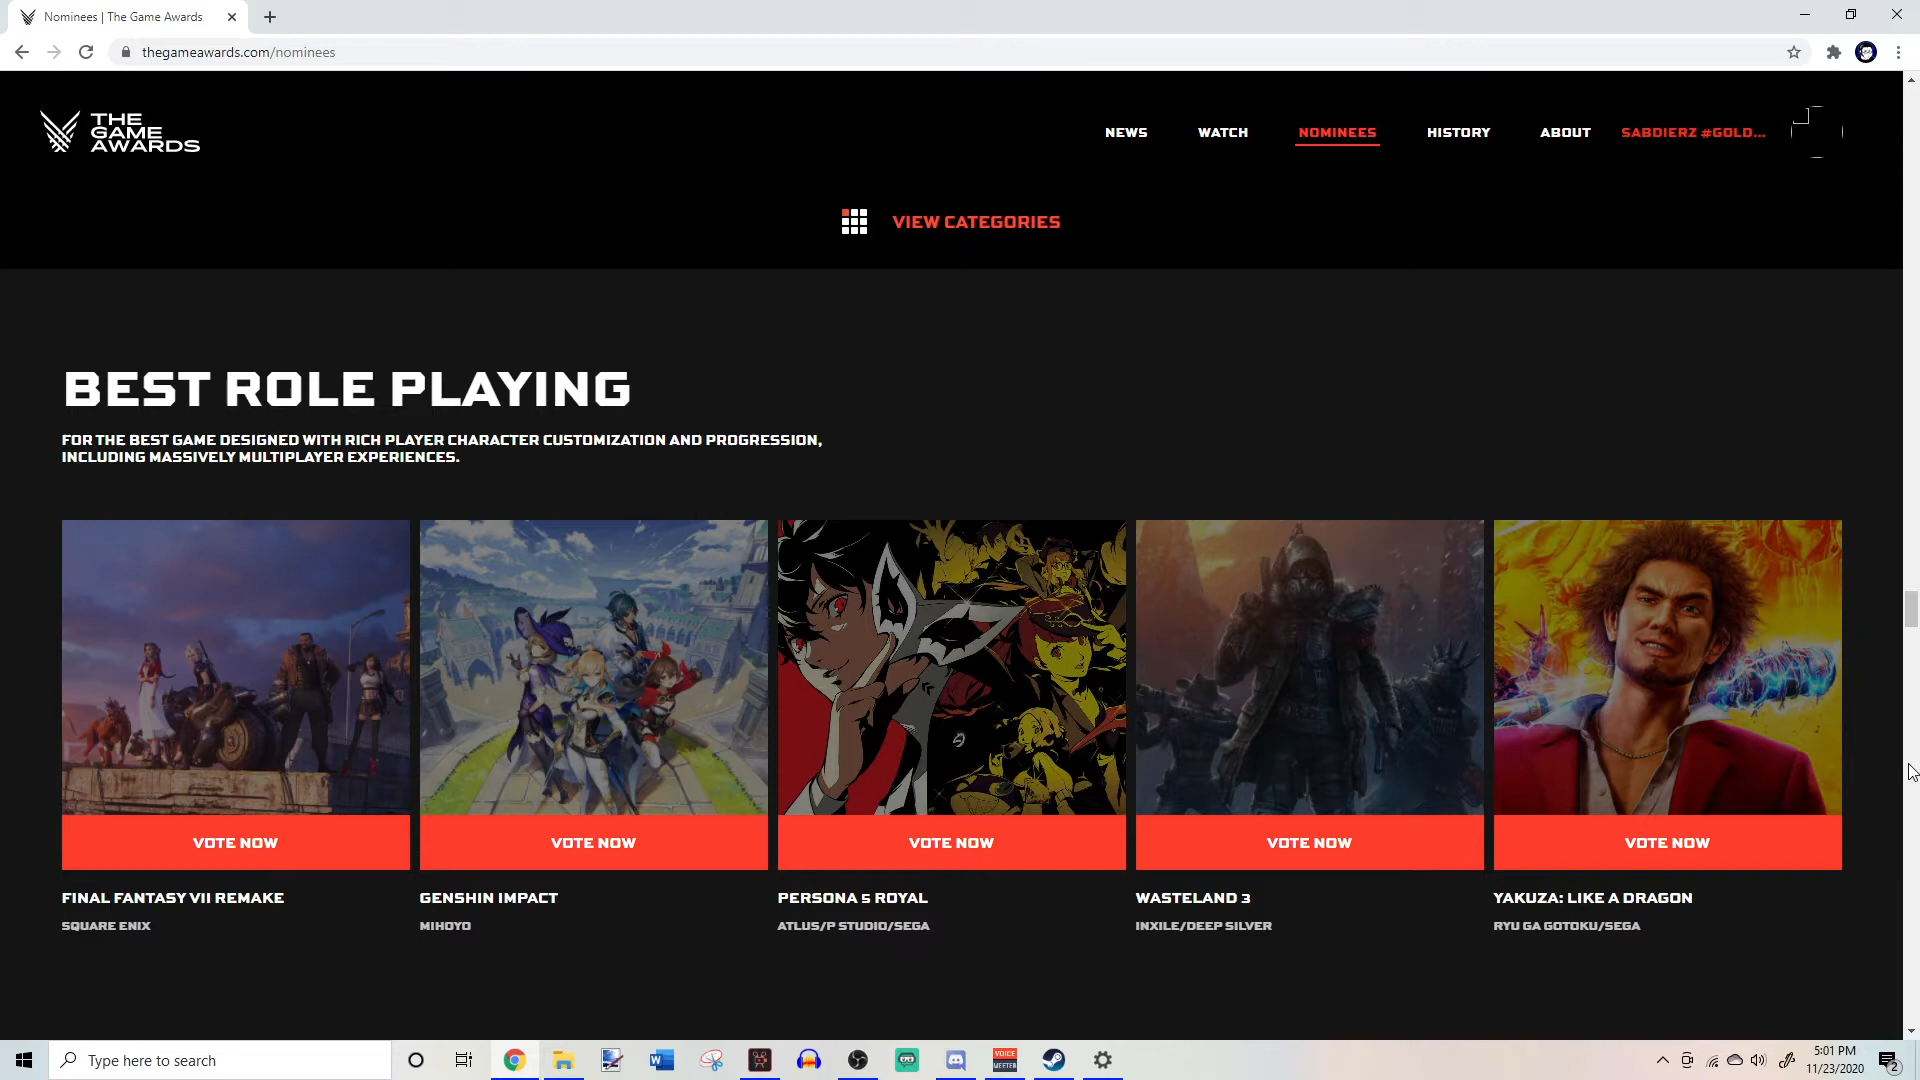 Nominees | The Game Awards
thegameawards.com/nominees
THE
GAME
AWARDS
NEWS
WATCH
NOMINEES
HISTORY
ABOUT
SABDIERZ #GOLD...
VIEW CATEGORIES
BEST ROLE PLAYING
FOR THE BEST GAME DESIGNED WITH RICH PLAYER CHARACTER CUSTOMIZATION AND PROGRESSION,
INCLUDING MASSIVELY MULTIPLAYER EXPERIENCES.
VOTE NOW
VOTE NOW
VOTE NOW
VOTE NOW
VOTE NOW
FINAL FANTASY VII REMAKE
GENSHIN IMPACT
PERSONA 5 ROYAL
WASTELAND 3
YAKUZA: LIKE A DRAGON
SQUARE ENIX
MIHOYO
ATLUS/P STUDIO/SEGA
INXILE/DEEP SILVER
RYU GA GOTOKU/SEGA
Type here to search
VOICE
MEETER
5:01 PM
11/23/2020
2